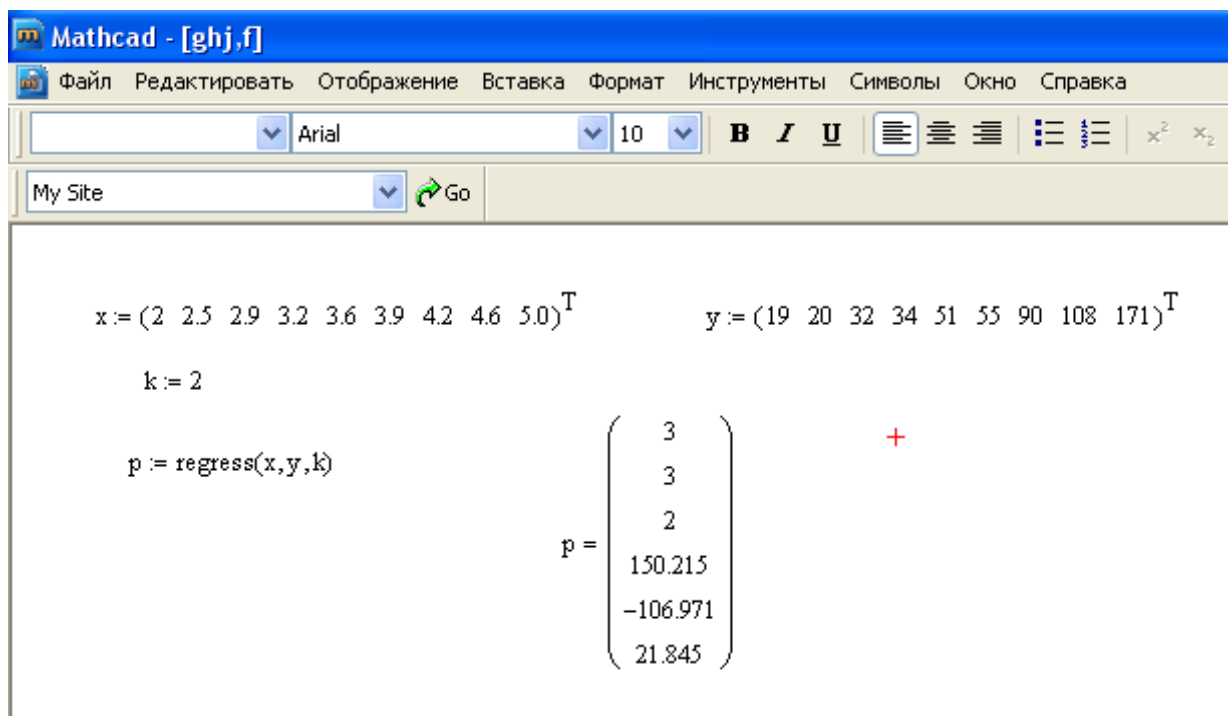 Mathcad - [ghj,f]
Файл Редактировать Отображение Вставка Формат Инструменты Символы Окно Справка
Arial 10 B I U x² x₂
My Site Go
x := (2 2.5 2.9 3.2 3.6 3.9 4.2 4.6 5.0)ᵀ y := (19 20 32 34 51 55 90 108 171)ᵀ
k := 2
p := regress(x,y,k)
p =
3
3
2
150.215
−106.971
21.845